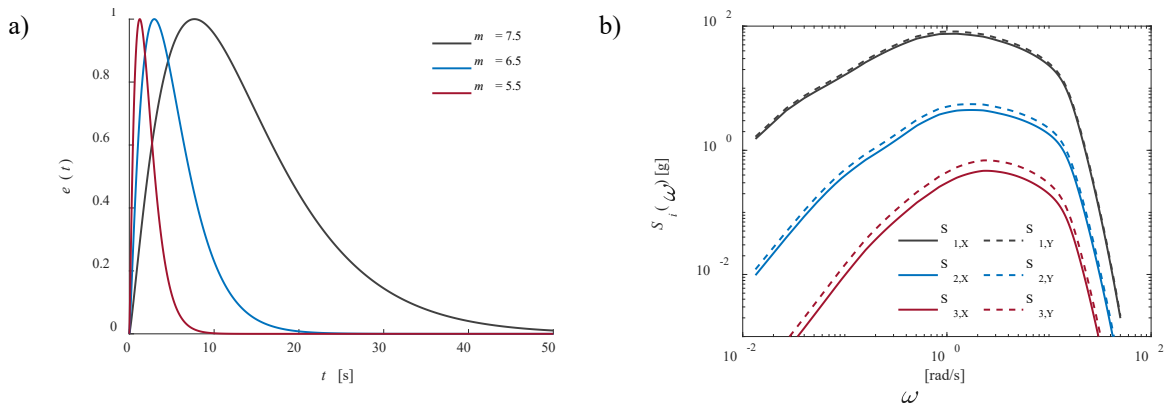 a)
1
0.8
0.6
0.4
0.2
0
e (t)
0 10 20 30 40 50
t [s]
m = 7.5
m = 6.5
m = 5.5
b)
10 2
10 0
10 -2
S i (ω) [g]
S 1,X S 1,Y
S 2,X S 2,Y
S 3,X S 3,Y
10 -2 10 0 10 2
[rad/s]
ω